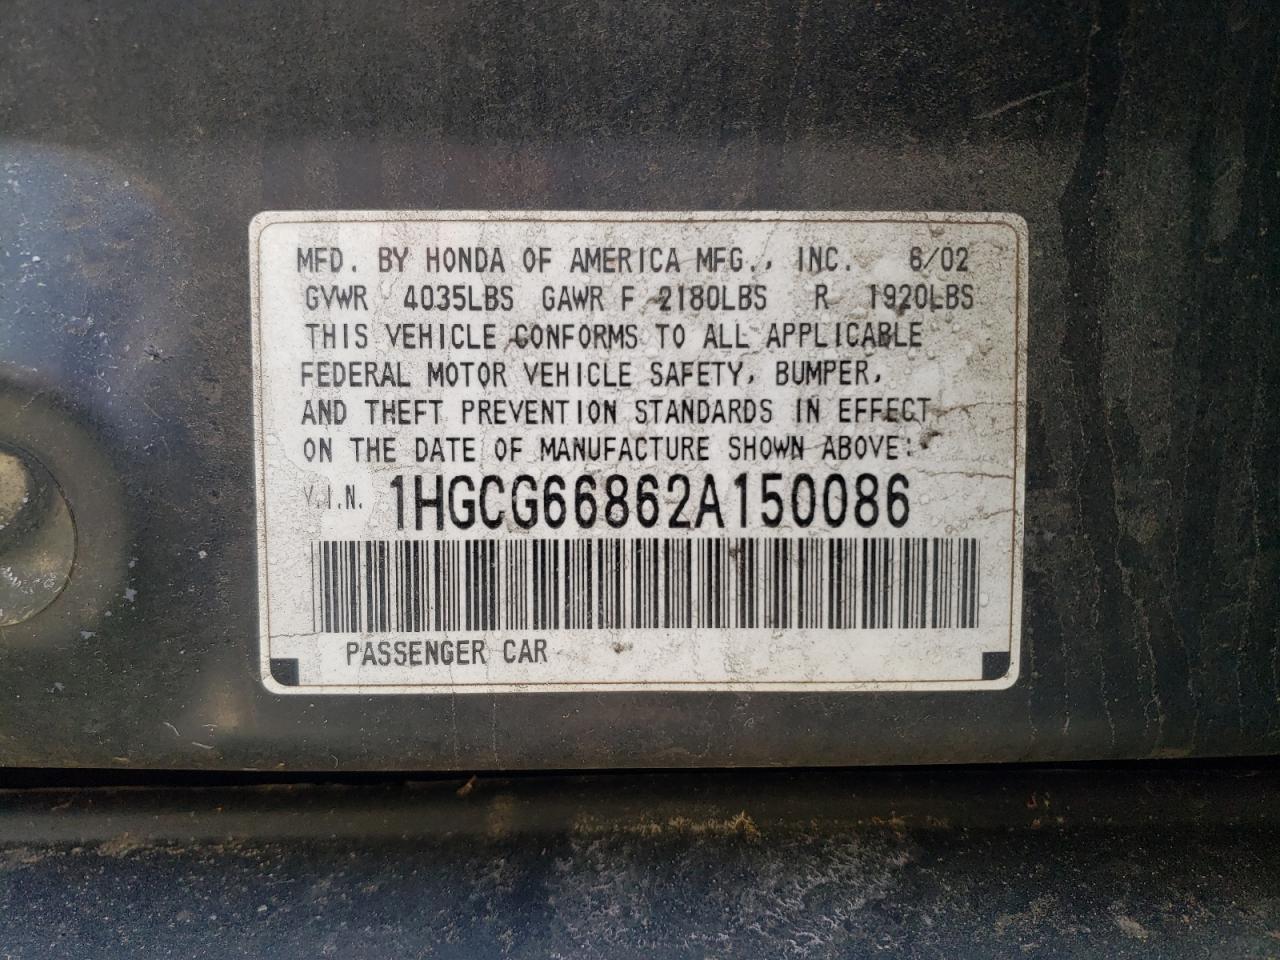 MFD. BY HONDA OF AMERICA MFG., INC. 6/02
GVWR 4035LBS GAWR F 2180LBS R 1920LBS
THIS VEHICLE CONFORMS TO ALL APPLICABLE
FEDERAL MOTOR VEHICLE SAFETY, BUMPER,
AND THEFT PREVENTION STANDARDS IN EFFECT
ON THE DATE OF MANUFACTURE SHOWN ABOVE:
V.I.N. 1HGCG66862A150086
PASSENGER CAR